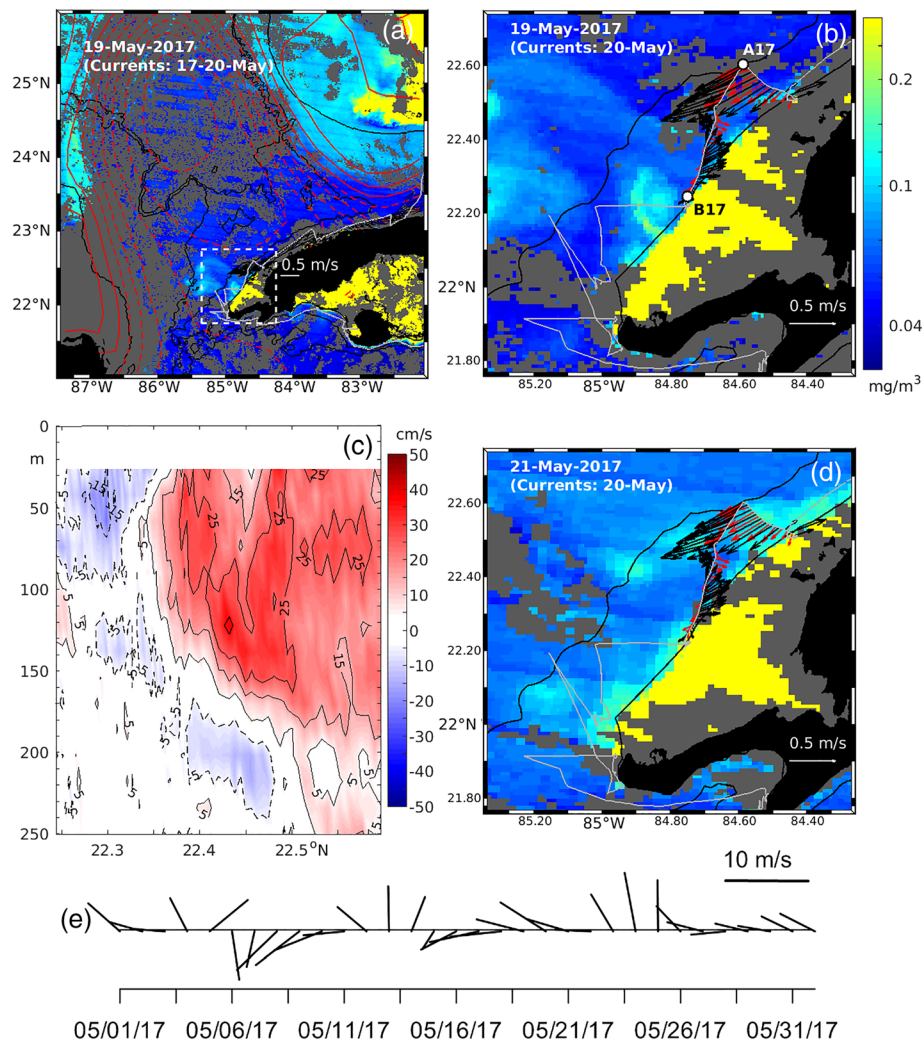 19-May-2017
(Currents: 17-20-May)
(a)
25°N
24°N
23°N
22°N
0.5 m/s
87°W
86°W
85°W
84°W
83°W
19-May-2017
(Currents: 20-May)
(b)
A17
B17
22.60
22.40
22.20
22°N
21.80
0.5 m/s
85.20
85°W
84.80
84.60
84.40
0.2
0.1
0.04
mg/m³
(c)
0
m
50
100
150
200
250
22.3
22.4
22.5°N
15
5
25
cm/s
50
40
30
20
10
0
-10
-20
-30
-40
-50
21-May-2017
(Currents: 20-May)
(d)
22.60
22.40
22.20
22°N
21.80
0.5 m/s
85.20
85°W
84.80
84.60
84.40
(e)
10 m/s
05/01/17
05/06/17
05/11/17
05/16/17
05/21/17
05/26/17
05/31/17